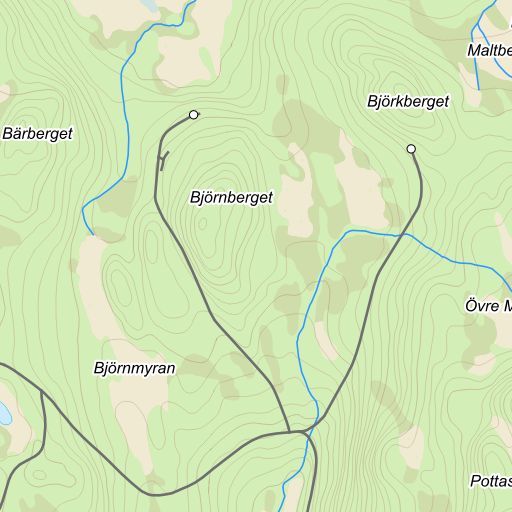 Maltbe
Björkberget
Bärberget
Björnberget
Övre M
Björnmyran
Pottas